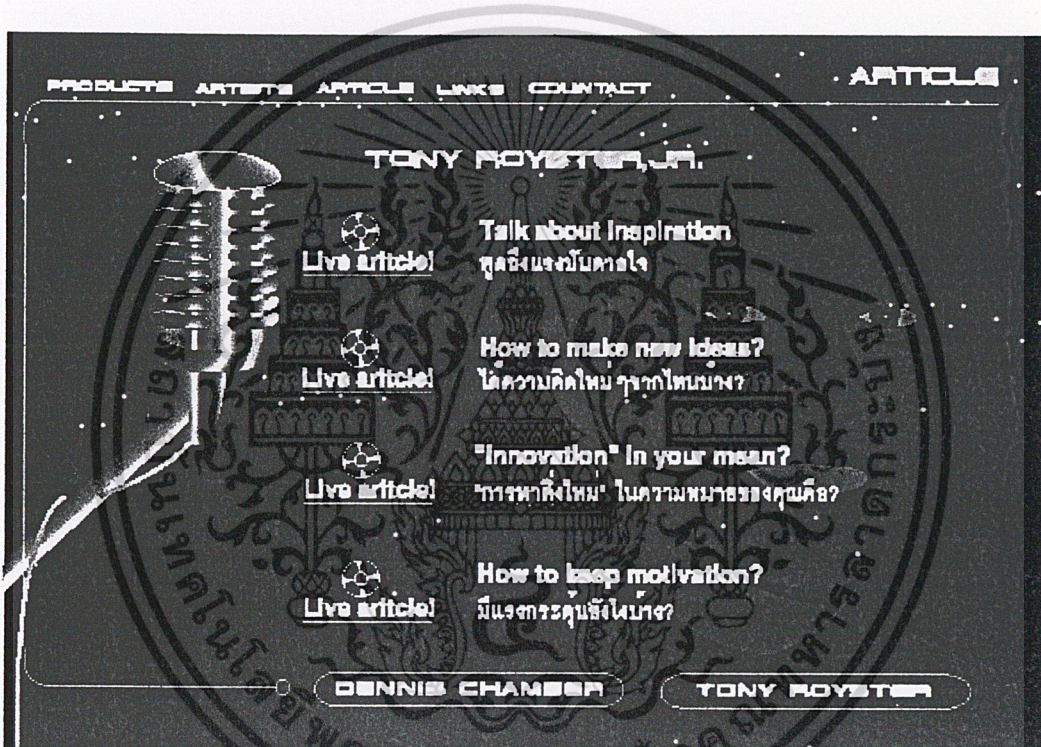 PRODUCTS ARTISTS ARTICLE LINKS COUNTACT
ARTICLE
TONY ROYSTER, JR.
Live aritcle!
Talk about Inspiration
พูดถึงแรงบันดาลใจ
Live aritcle!
How to make new ideas?
ได้ความคิดใหม่ ๆจากไหนบ้าง?
Live aritcle!
"Innovation" In your mean?
"การหาสิ่งใหม่" ในความหมายของคุณคือ?
Live aritcle!
How to keep motivation?
มีแรงกระตุ้นยังไงบ้าง?
DENNIS CHAMBER
TONY ROYSTER